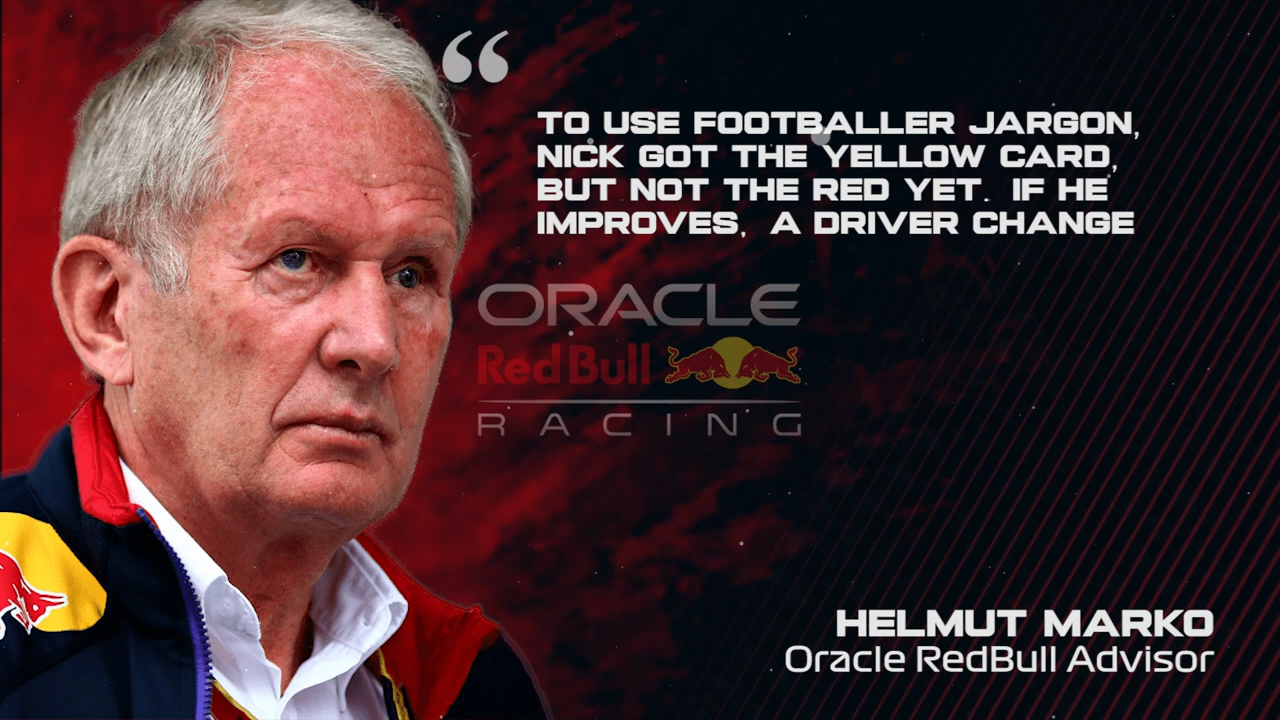 “
TO USE FOOTBALLER JARGON,
NICK GOT THE YELLOW CARD,
BUT NOT THE RED YET. IF HE
IMPROVES, A DRIVER CHANGE
ORACLE
Red Bull
RACING
HELMUT MARKO
Oracle RedBull Advisor